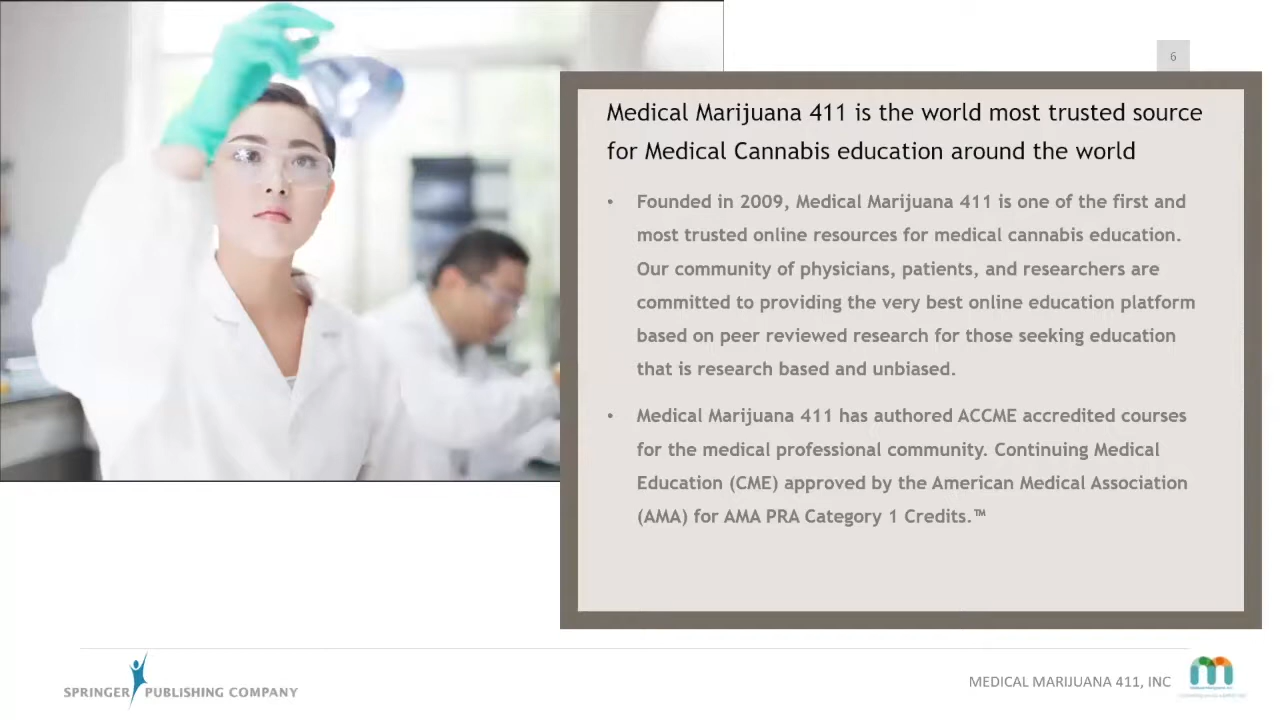 6
Medical Marijuana 411 is the world most trusted source
for Medical Cannabis education around the world
• Founded in 2009, Medical Marijuana 411 is one of the first and
most trusted online resources for medical cannabis education.
Our community of physicians, patients, and researchers are
committed to providing the very best online education platform
based on peer reviewed research for those seeking education
that is research based and unbiased.
• Medical Marijuana 411 has authored ACCME accredited courses
for the medical professional community. Continuing Medical
Education (CME) approved by the American Medical Association
(AMA) for AMA PRA Category 1 Credits.™
SPRINGER PUBLISHING COMPANY
MEDICAL MARIJUANA 411, INC